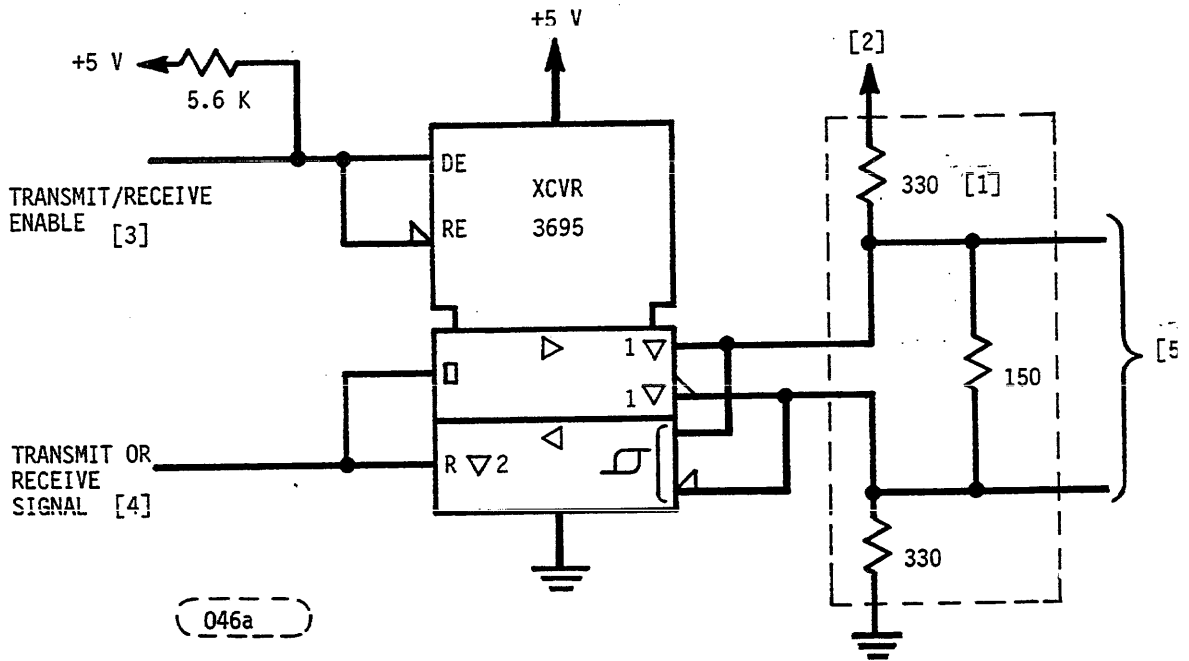 +5 V
[2]
+5 V
5.6 K
DE
XCVR
3695
330 [1]
TRANSMIT/RECEIVE
ENABLE [3]
RE
1
[5
150
1
TRANSMIT OR
RECEIVE
SIGNAL [4]
R 2
330
046a